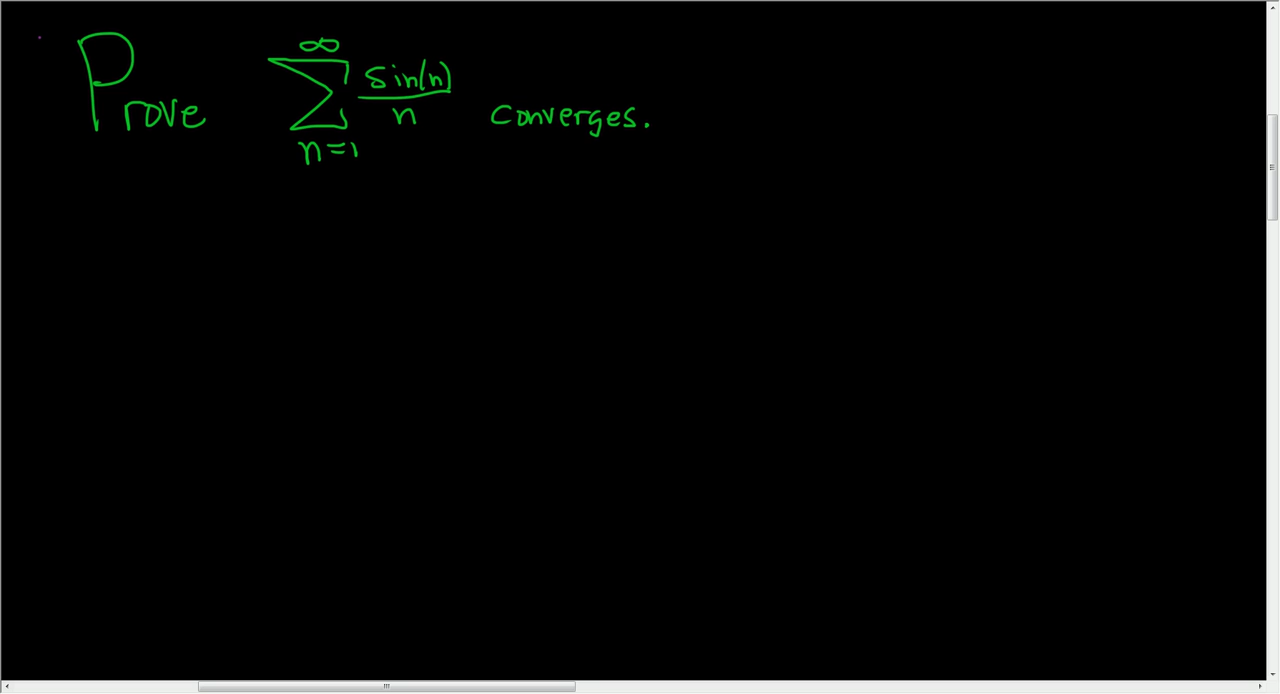 Prove ∞∑n=1 sin(n)/n converges.